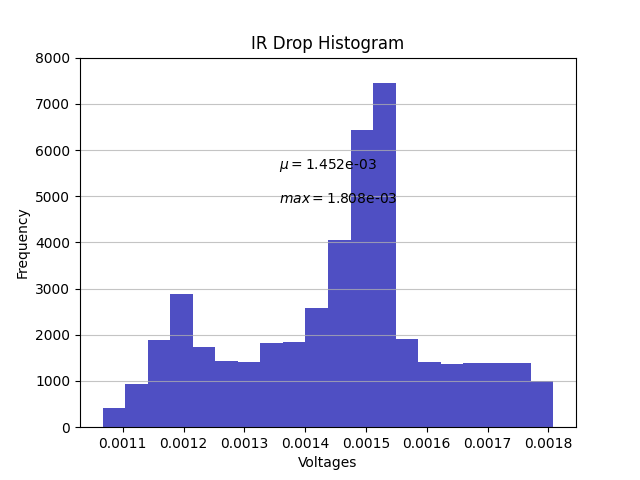 IR Drop Histogram
8000
7000
6000
5000
4000
3000
2000
1000
0
Frequency
μ = 1.452e-03
max = 1.808e-03
0.0011 0.0012 0.0013 0.0014 0.0015 0.0016 0.0017 0.0018
Voltages